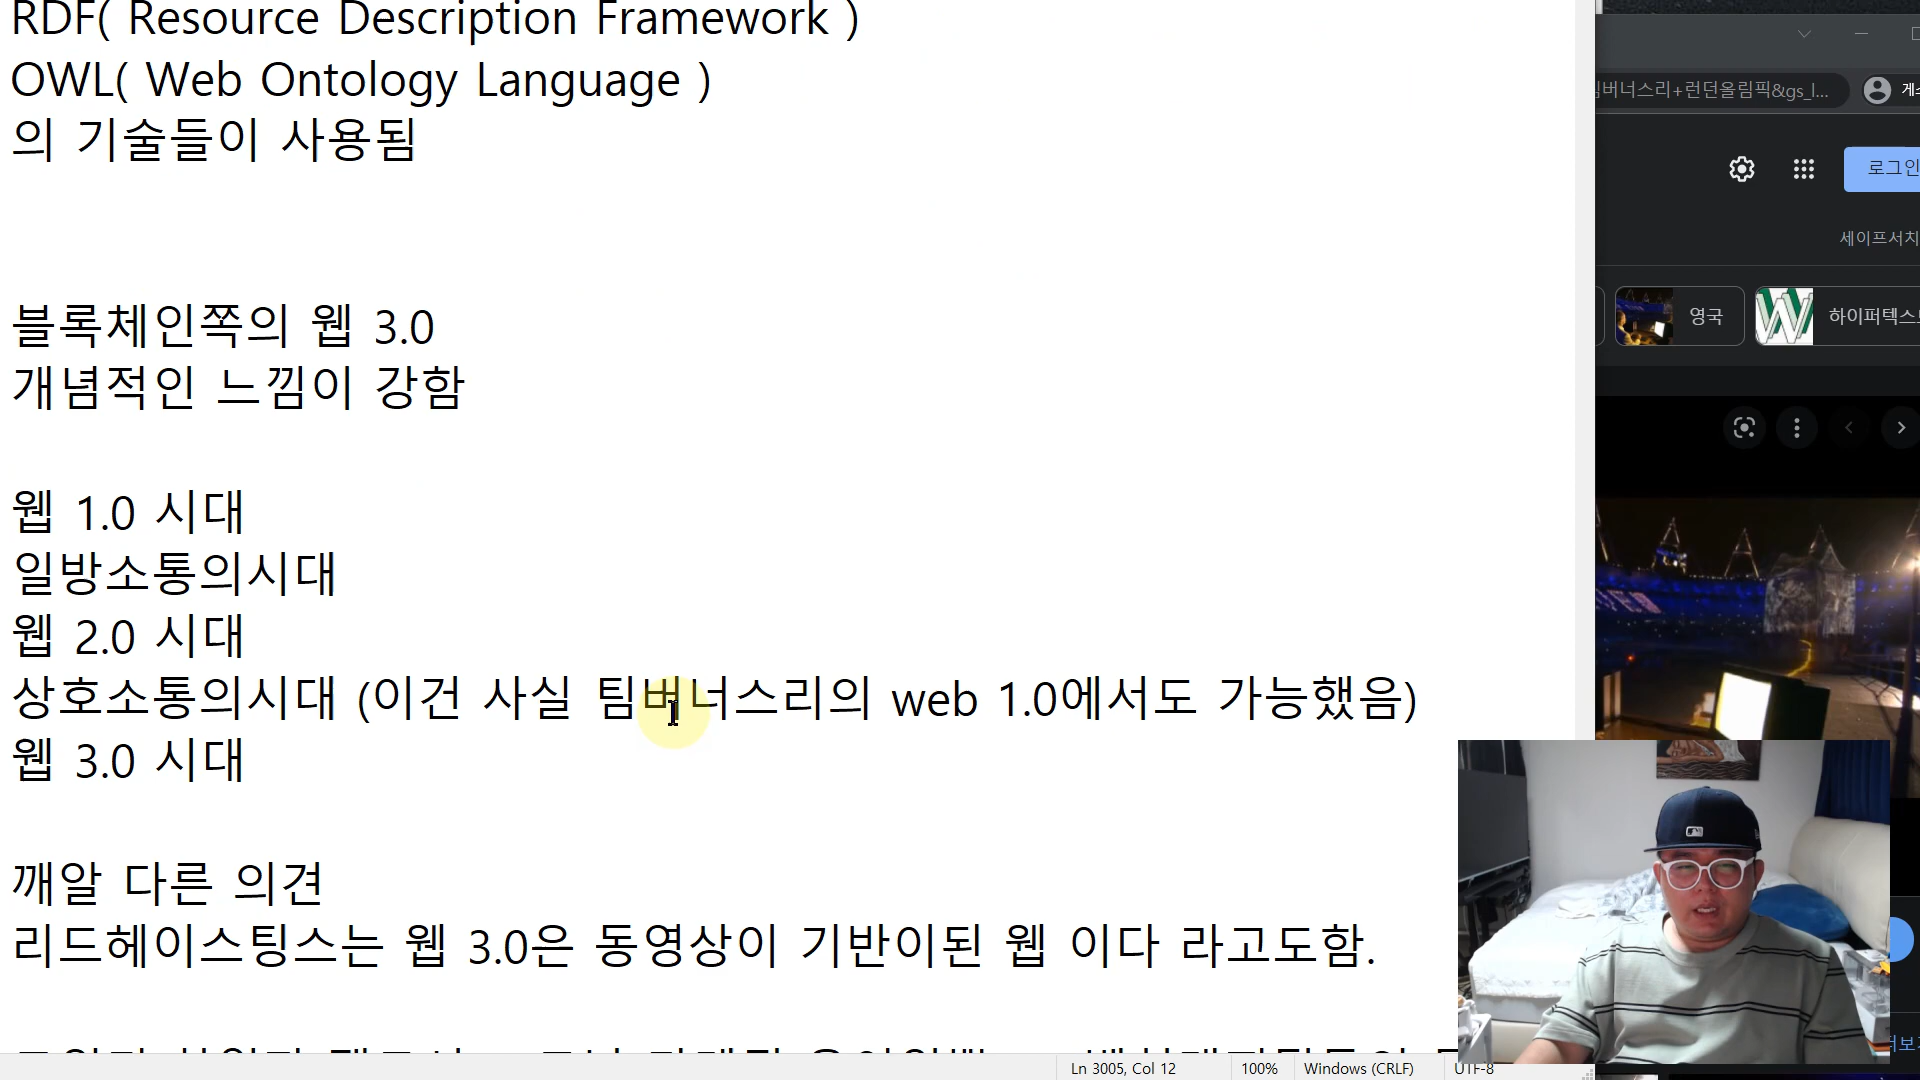 RDF( Resource Description Framework )
OWL( Web Ontology Language )
의 기술들이 사용됨
블록체인쪽의 웹 3.0
개념적인 느낌이 강함
웹 1.0 시대
일방소통의시대
웹 2.0 시대
상호소통의시대 (이건 사실 팀버너스리의 web 1.0에서도 가능했음)
웹 3.0 시대
깨알 다른 의견
리드헤이스팅스는 웹 3.0은 동영상이 기반이된 웹 이다 라고도함.
Ln 3005, Col 12
100%
Windows (CRLF)
UTF-8
버너스리+런던올림픽&gs_l...
로그인
세이프서치
영국
하이퍼텍스